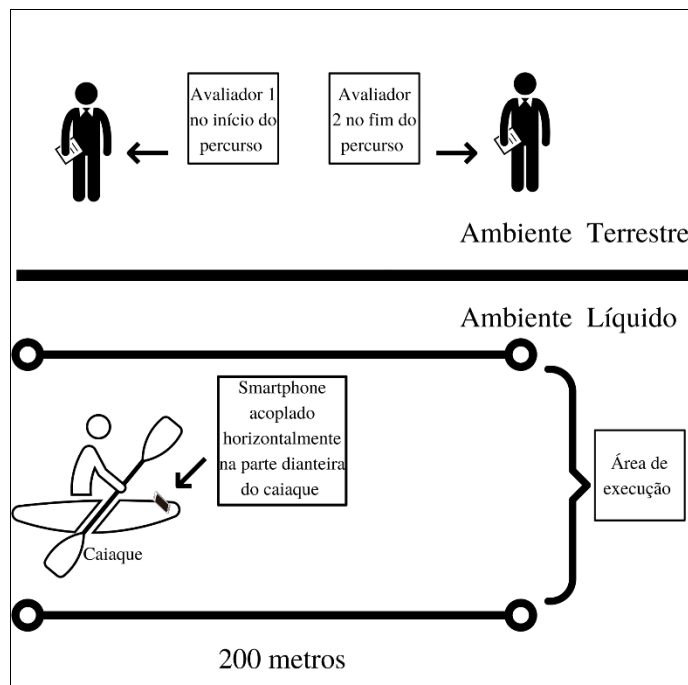 Avaliador 1
no início do
percurso
Avaliador
2 no fim do
percurso
Ambiente Terrestre
Ambiente Líquido
Smartphone
acoplado
horizontalmente
na parte dianteira
do caiaque
Área de
execução
Caiaque
200 metros